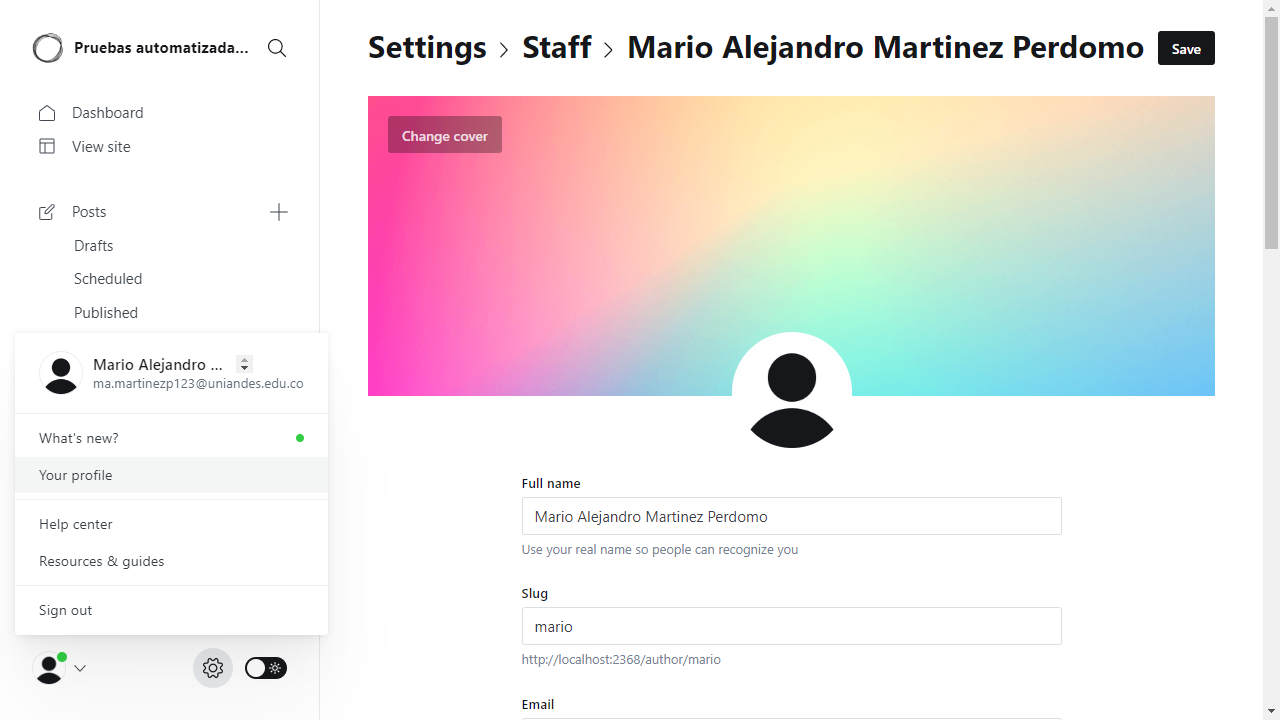 Pruebas automatizada...
Dashboard
View site
Posts
Drafts
Scheduled
Published
Mario Alejandro ...
ma.martinezp123@uniandes.edu.co
What's new?
Your profile
Help center
Resources & guides
Sign out
Settings > Staff > Mario Alejandro Martinez Perdomo
Save
Change cover
Full name
Mario Alejandro Martinez Perdomo
Use your real name so people can recognize you
Slug
mario
http://localhost:2368/author/mario
Email